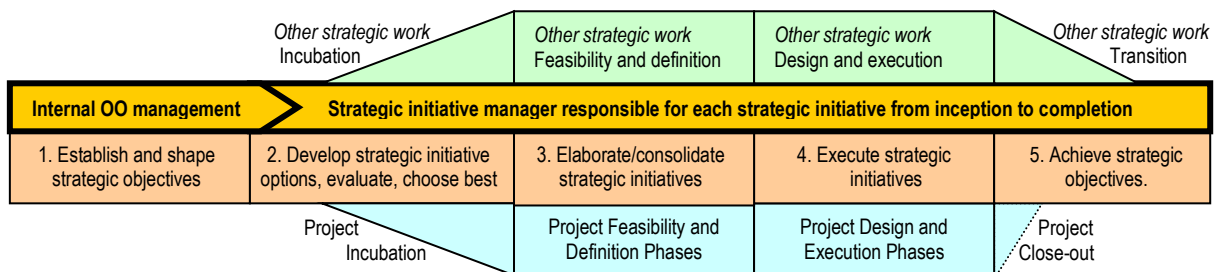 Other strategic work
Incubation
Other strategic work
Feasibility and definition
Other strategic work
Design and execution
Other strategic work
Transition
Internal OO management
Strategic initiative manager responsible for each strategic initiative from inception to completion
1. Establish and shape
strategic objectives
2. Develop strategic initiative
options, evaluate, choose best
3. Elaborate/consolidate
strategic initiatives
4. Execute strategic
initiatives
5. Achieve strategic
objectives.
Project
Incubation
Project Feasibility and
Definition Phases
Project Design and
Execution Phases
Project
Close-out